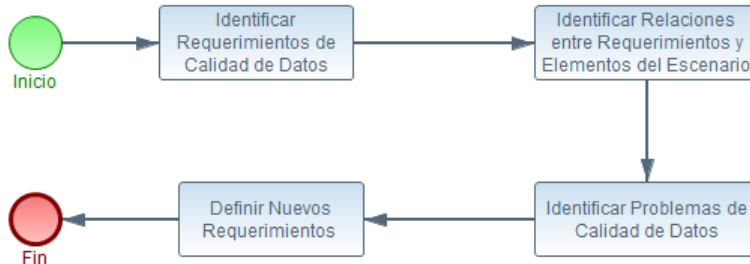 Inicio
Identificar
Requerimientos de
Calidad de Datos
Identificar Relaciones
entre Requerimientos y
Elementos del Escenario
Identificar Problemas de
Calidad de Datos
Definir Nuevos
Requerimientos
Fin